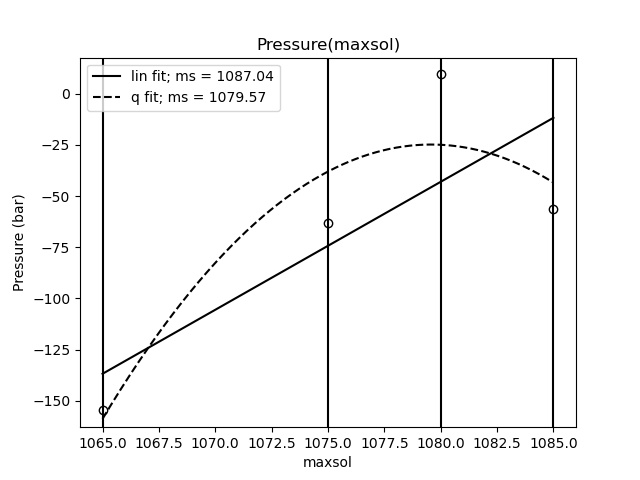 Pressure(maxsol)
lin fit; ms = 1087.04
q fit; ms = 1079.57
0
−25
−50
−75
−100
−125
−150
Pressure (bar)
1065.0 1067.5 1070.0 1072.5 1075.0 1077.5 1080.0 1082.5 1085.0
maxsol